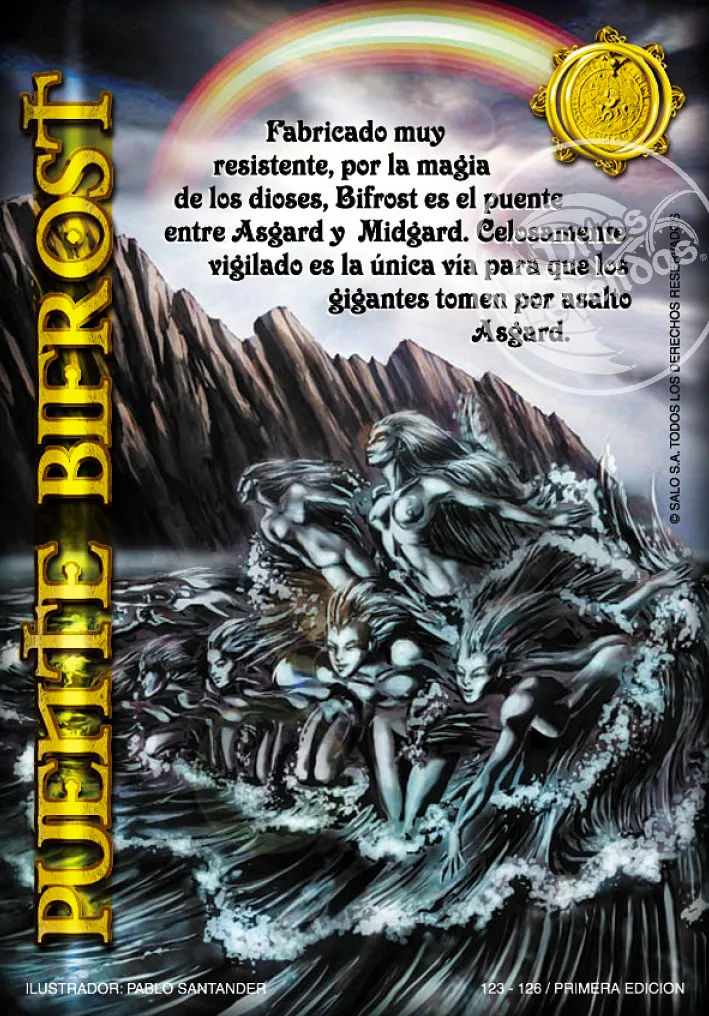 PUENTE BIFROST
Fabricado muy
resistente, por la magia
de los dioses, Bifrost es el puente
entre Asgard y Midgard. Celosamente
vigilado es la única vía para que los
gigantes tomen por asalto
Asgard.
© SALO S.A. TODOS LOS DERECHOS RESERVADOS
ILUSTRADOR: PABLO SANTANDER
123 - 126 / PRIMERA EDICION